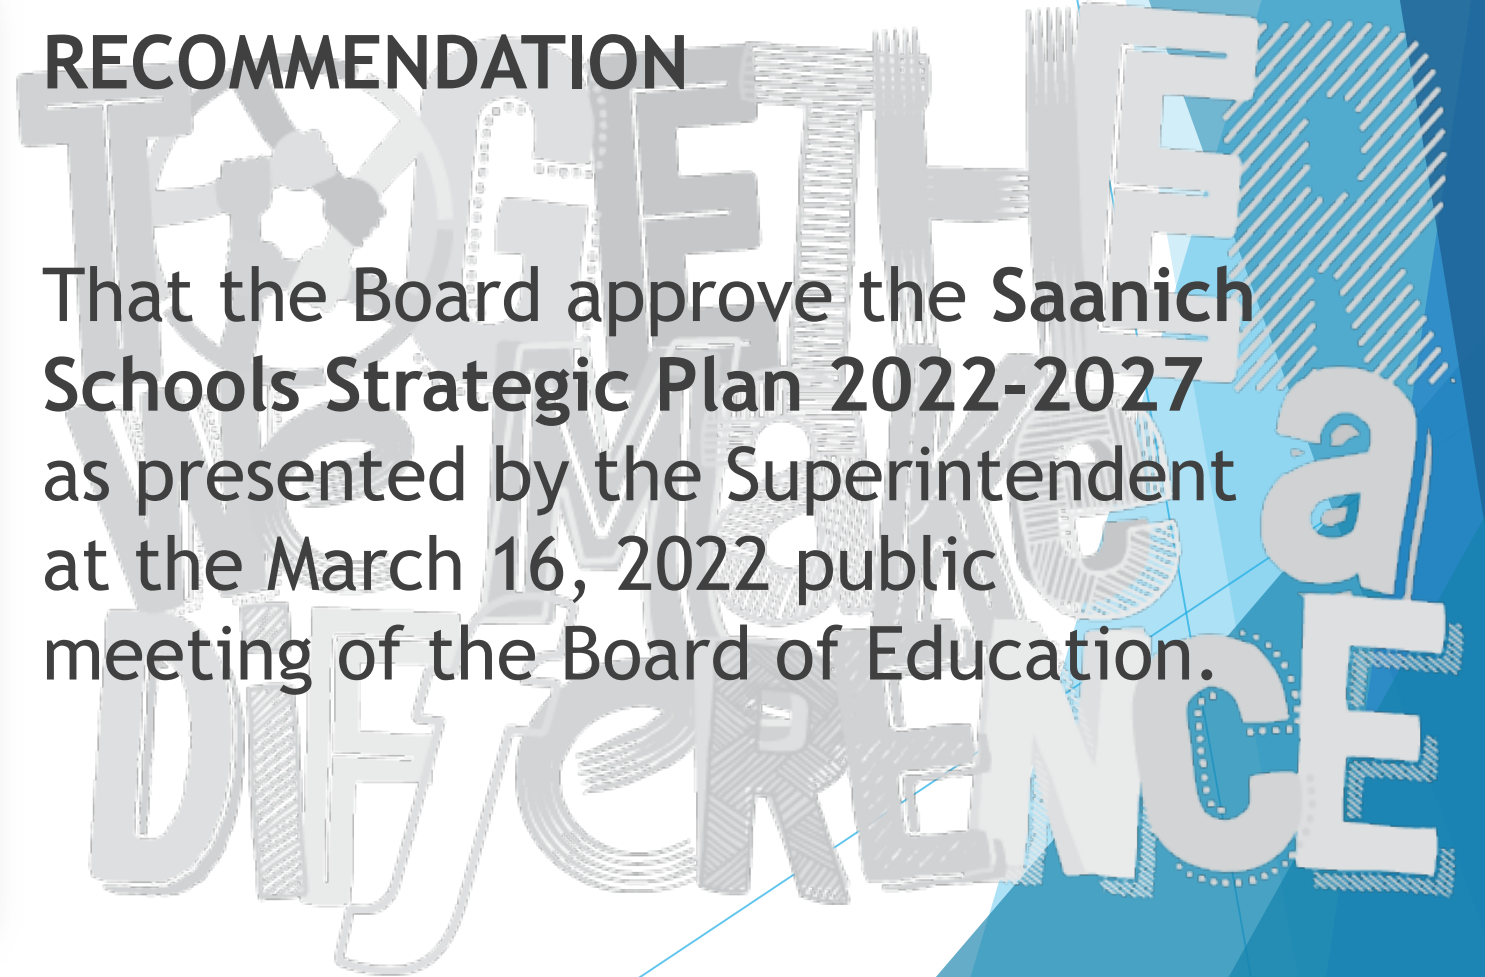 RECOMMENDATION
That the Board approve the Saanich
Schools Strategic Plan 2022-2027
as presented by the Superintendent
at the March 16, 2022 public
meeting of the Board of Education.
TOGETHER
We Make a
DIFFeRENCE